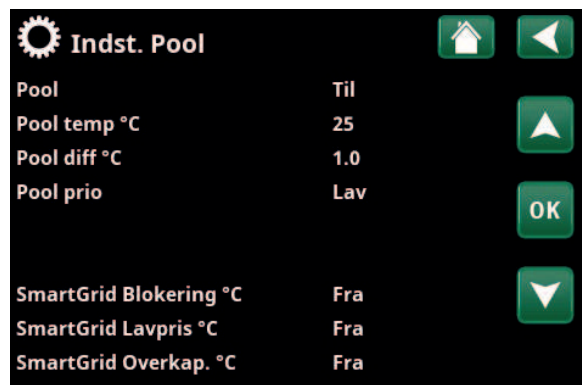 Indst. Pool
Pool Til
Pool temp °C 25
Pool diff °C 1.0
Pool prio Lav
OK
SmartGrid Blokering °C Fra
SmartGrid Lavpris °C Fra
SmartGrid Overkap. °C Fra